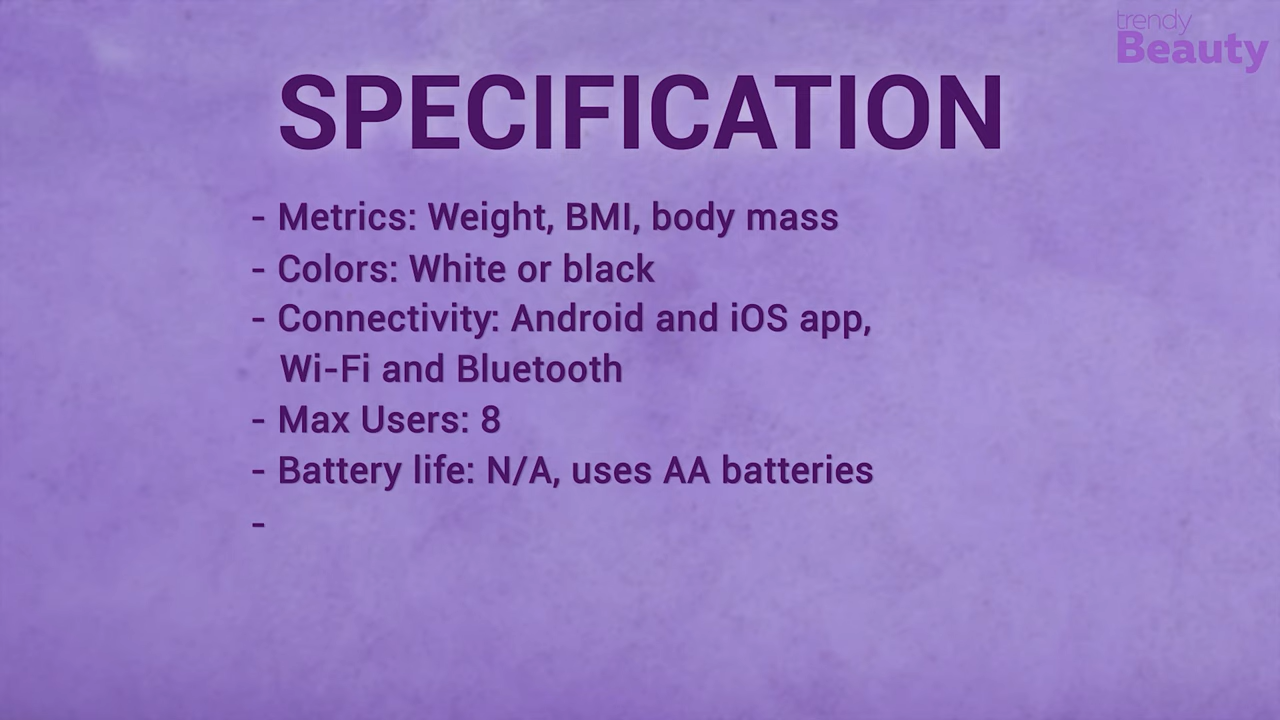 trendy
Beauty
SPECIFICATION
- Metrics: Weight, BMI, body mass
- Colors: White or black
- Connectivity: Android and iOS app,
Wi-Fi and Bluetooth
- Max Users: 8
- Battery life: N/A, uses AA batteries
-